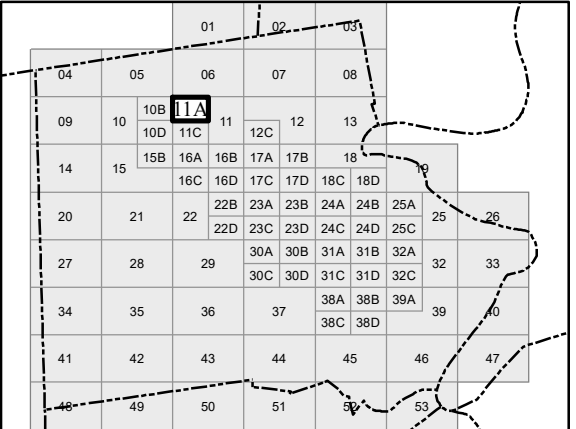 01 02 03
04 05 06 07 08
09 10 10B 11A 11 12 13
10D 11C 12C
14 15 15B 16A 16B 17A 17B 18 19
16C 16D 17C 17D 18C 18D
20 21 22 22B 23A 23B 24A 24B 25A 25 26
22D 23C 23D 24C 24D 25C
27 28 29 30A 30B 31A 31B 32A 32 33
30C 30D 31C 31D 32C
34 35 36 37 38A 38B 39A 39 40
38C 38D
41 42 43 44 45 46 47
48 49 50 51 52 53